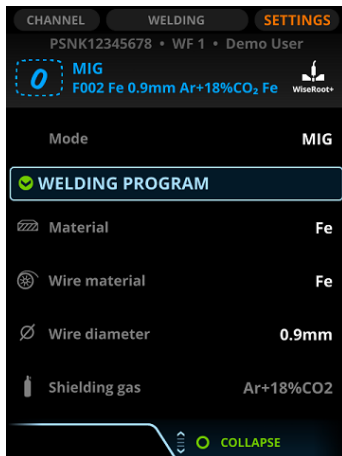 CHANNEL WELDING SETTINGS
PSNK12345678 • WF 1 • Demo User
0 MIG
F002 Fe 0.9mm Ar+18%CO₂ Fe
WiseRoot+
Mode MIG
WELDING PROGRAM
Material Fe
Wire material Fe
Wire diameter 0.9mm
Shielding gas Ar+18%CO2
COLLAPSE